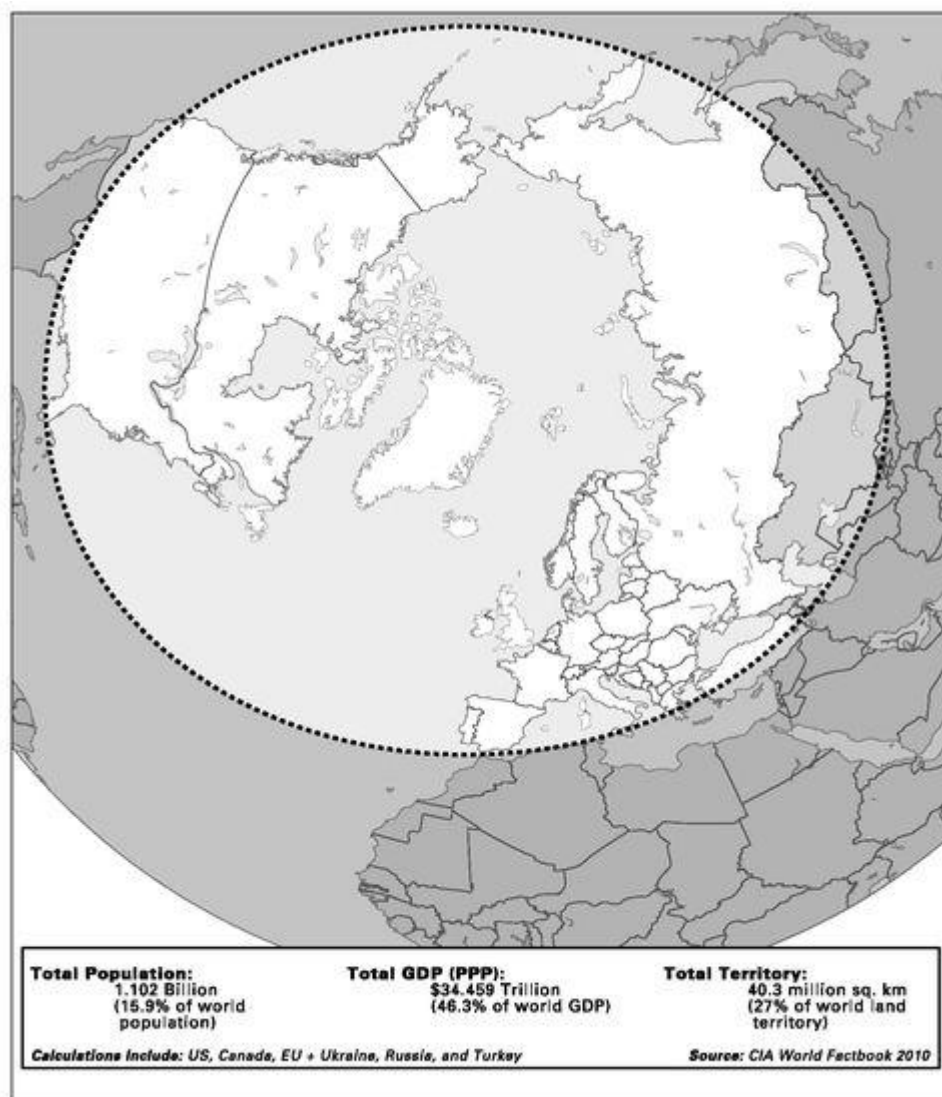 Total Population:
1.102 Billion
(15.9% of world
population)
Total GDP (PPP):
$34.459 Trillion
(46.3% of world GDP)
Total Territory:
40.3 million sq. km
(27% of world land
territory)
Calculations Include: US, Canada, EU + Ukraine, Russia, and Turkey
Source: CIA World Factbook 2010